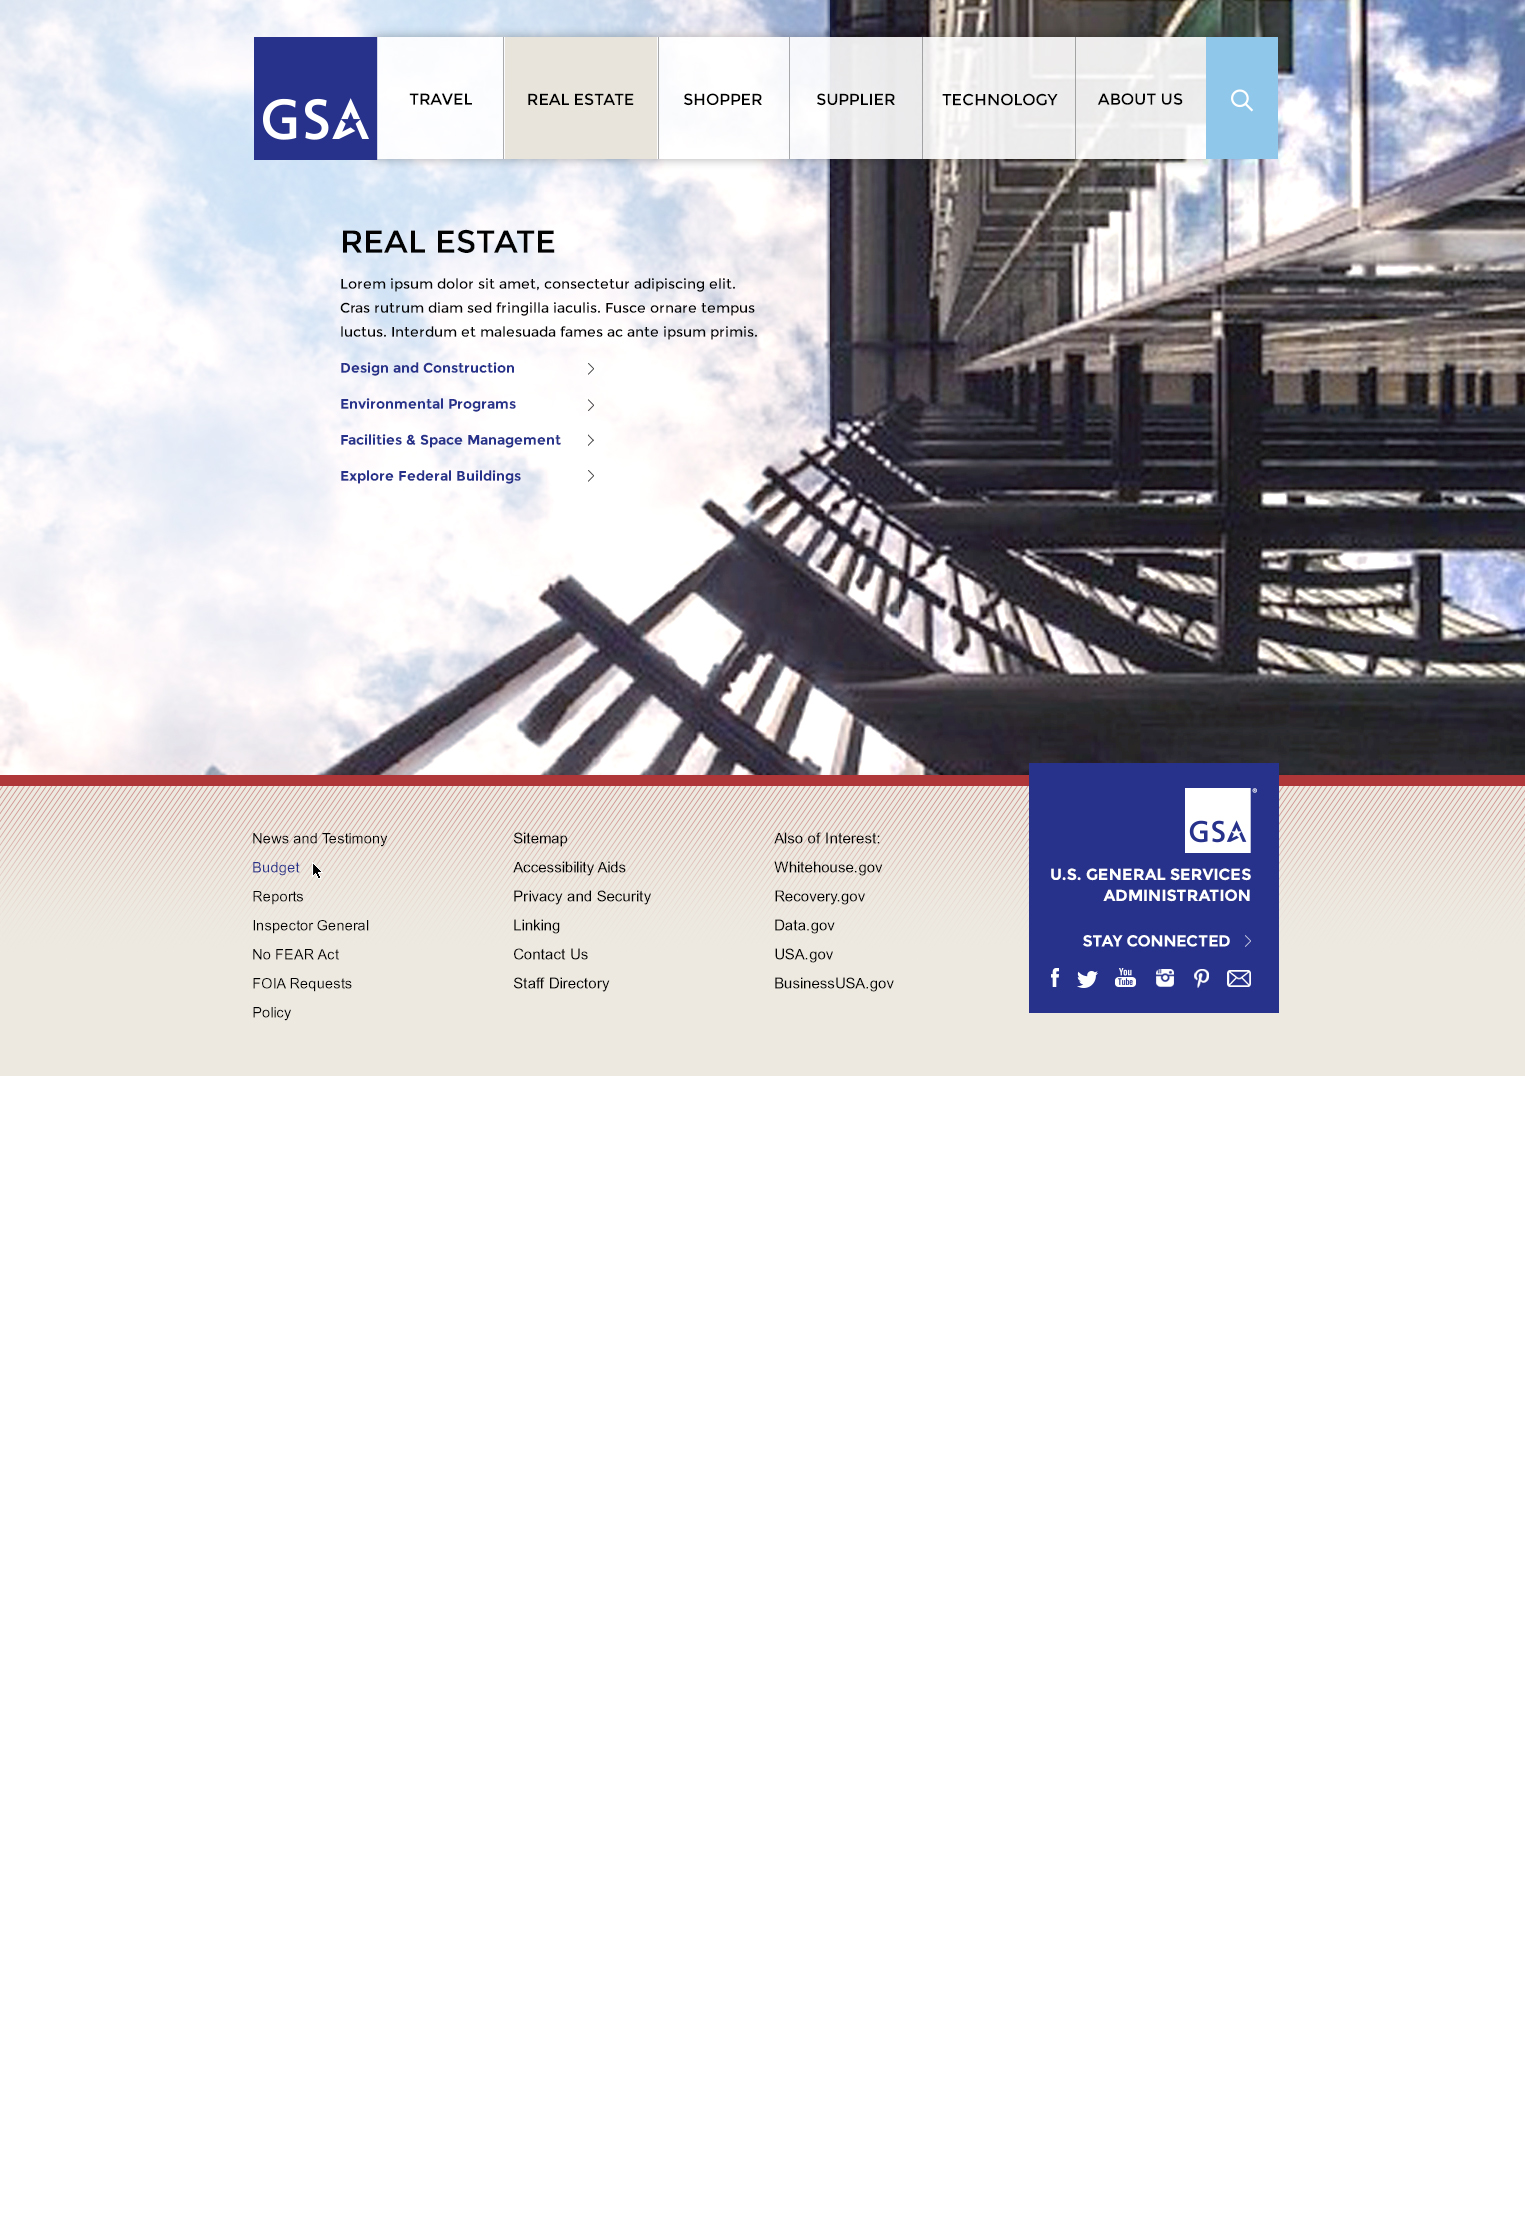 GSA
TRAVEL
REAL ESTATE
SHOPPER
SUPPLIER
TECHNOLOGY
ABOUT US
REAL ESTATE
Lorem ipsum dolor sit amet, consectetur adipiscing elit.
Cras rutrum diam sed fringilla iaculis. Fusce ornare tempus
luctus. Interdum et malesuada fames ac ante ipsum primis.
Design and Construction
Environmental Programs
Facilities & Space Management
Explore Federal Buildings
News and Testimony
Budget
Reports
Inspector General
No FEAR Act
FOIA Requests
Policy
Sitemap
Accessibility Aids
Privacy and Security
Linking
Contact Us
Staff Directory
Also of Interest:
Whitehouse.gov
Recovery.gov
Data.gov
USA.gov
BusinessUSA.gov
GSA®
U.S. GENERAL SERVICES
ADMINISTRATION
STAY CONNECTED
You
Tube